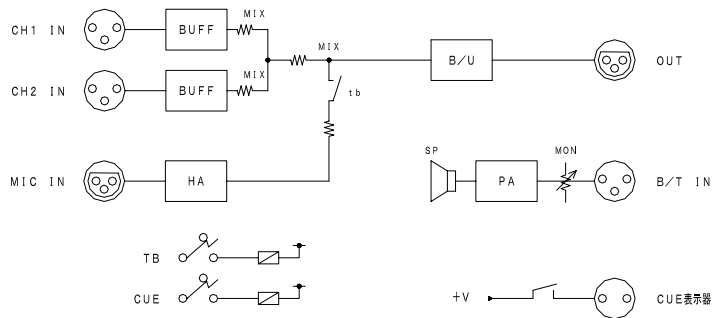 CH1 IN
BUFF
MIX
MIX
B/U
OUT
CH2 IN
BUFF
MIX
tb
MIC IN
HA
SP
PA
MON
B/T IN
TB
CUE
+V
CUE表示器